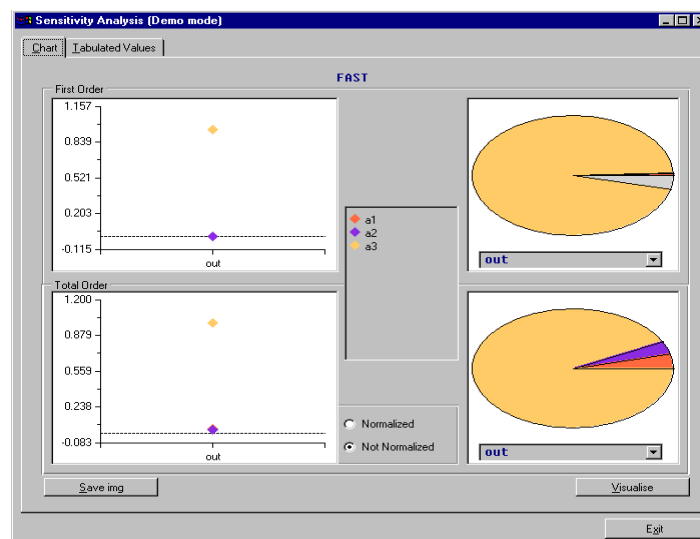 Sensitivity Analysis (Demo mode)
Chart
Tabulated Values
FAST
First Order
1.157
0.839
0.521
0.203
-0.115
out
a1
a2
a3
out
Total Order
1.200
0.879
0.559
0.238
-0.083
out
Normalized
Not Normalized
out
Save img
Visualise
Exit